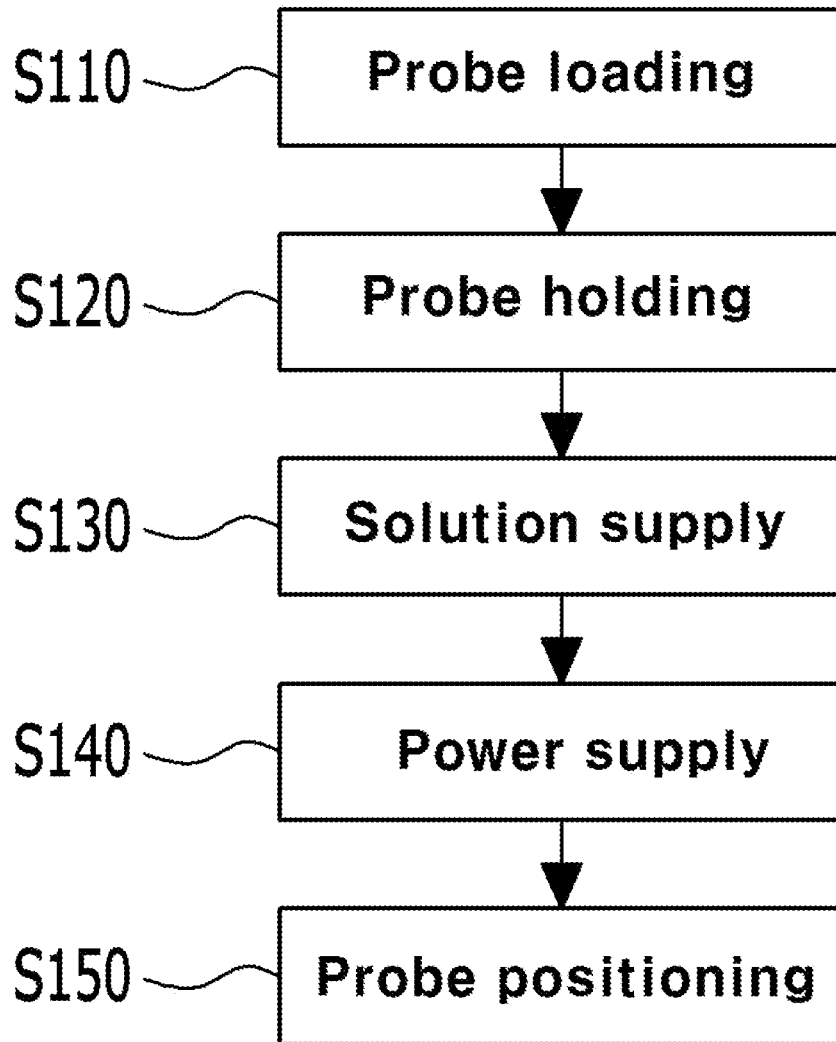 S110 Probe loading
S120 Probe holding
S130 Solution supply
S140 Power supply
S150 Probe positioning